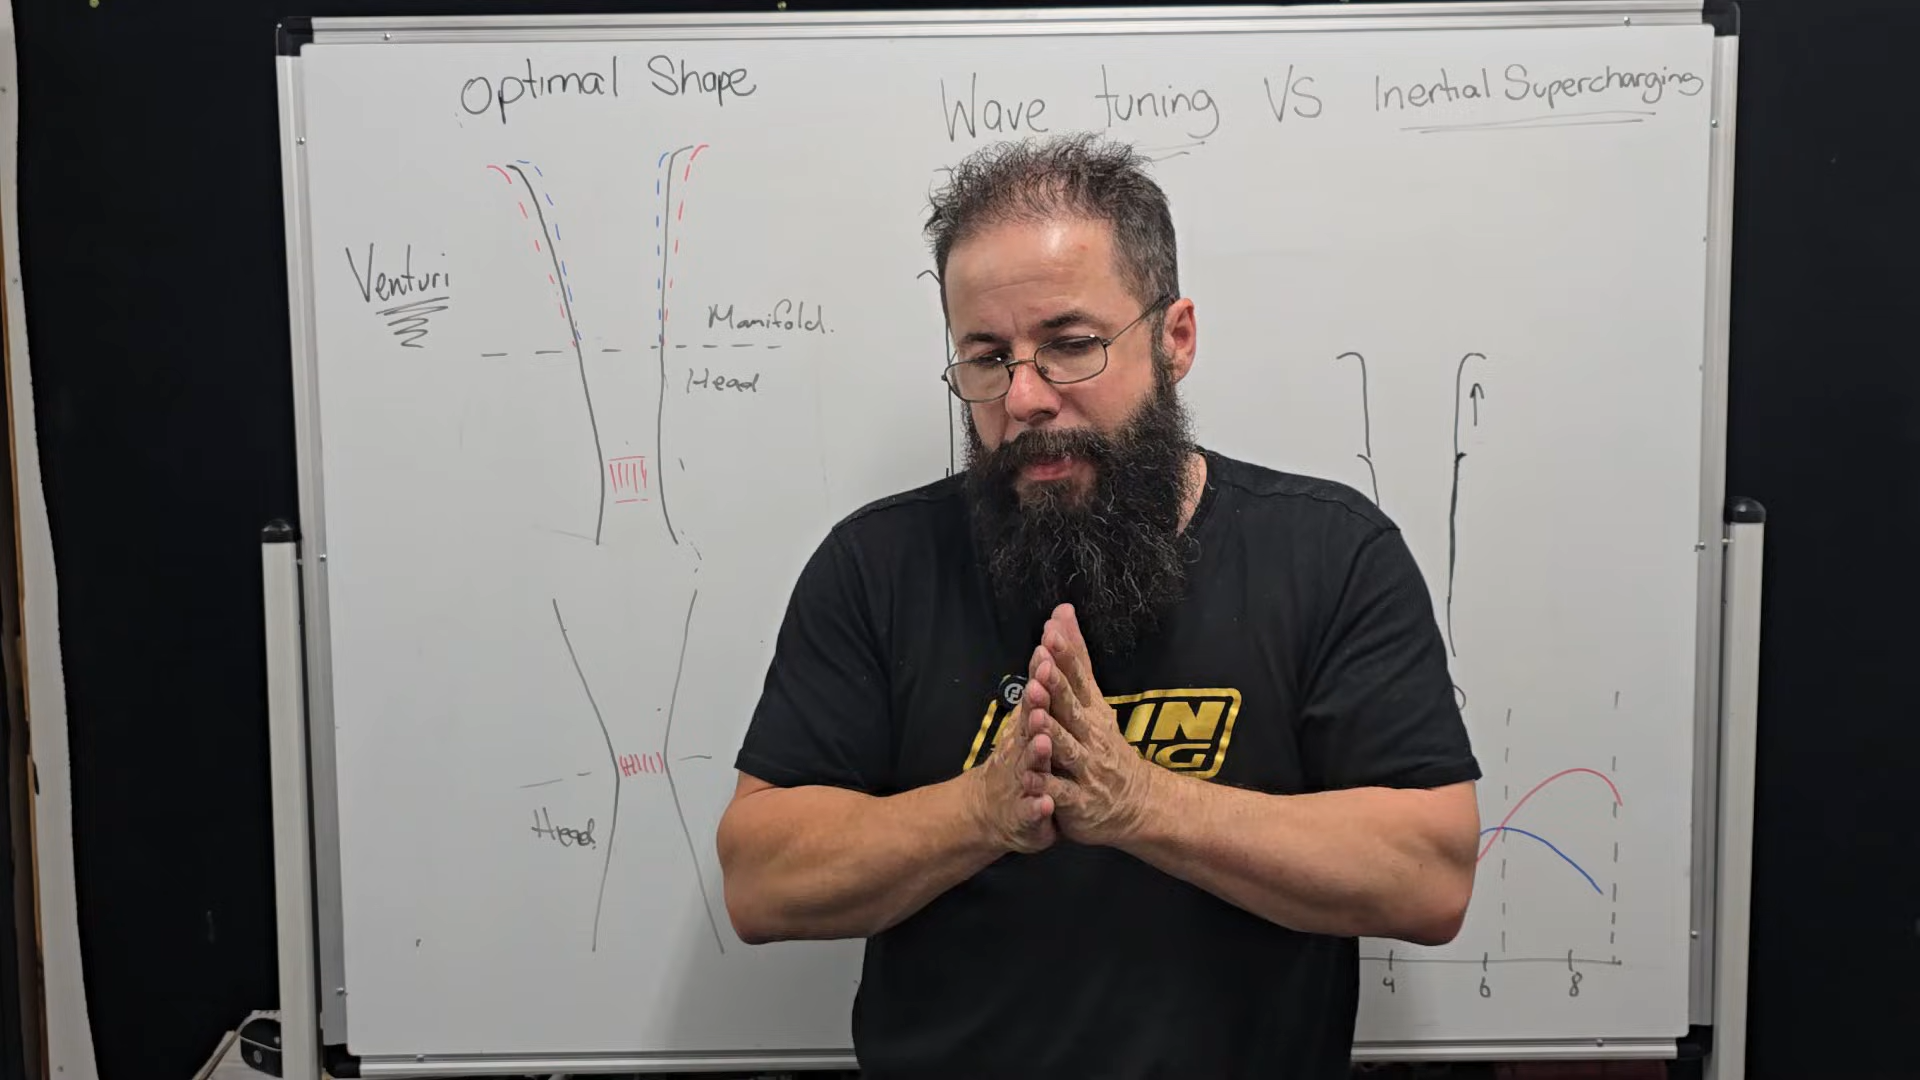 Optimal Shape
Wave tuning VS Inertial Supercharging
Venturi
Manifold.
Head
Head
4 6 8